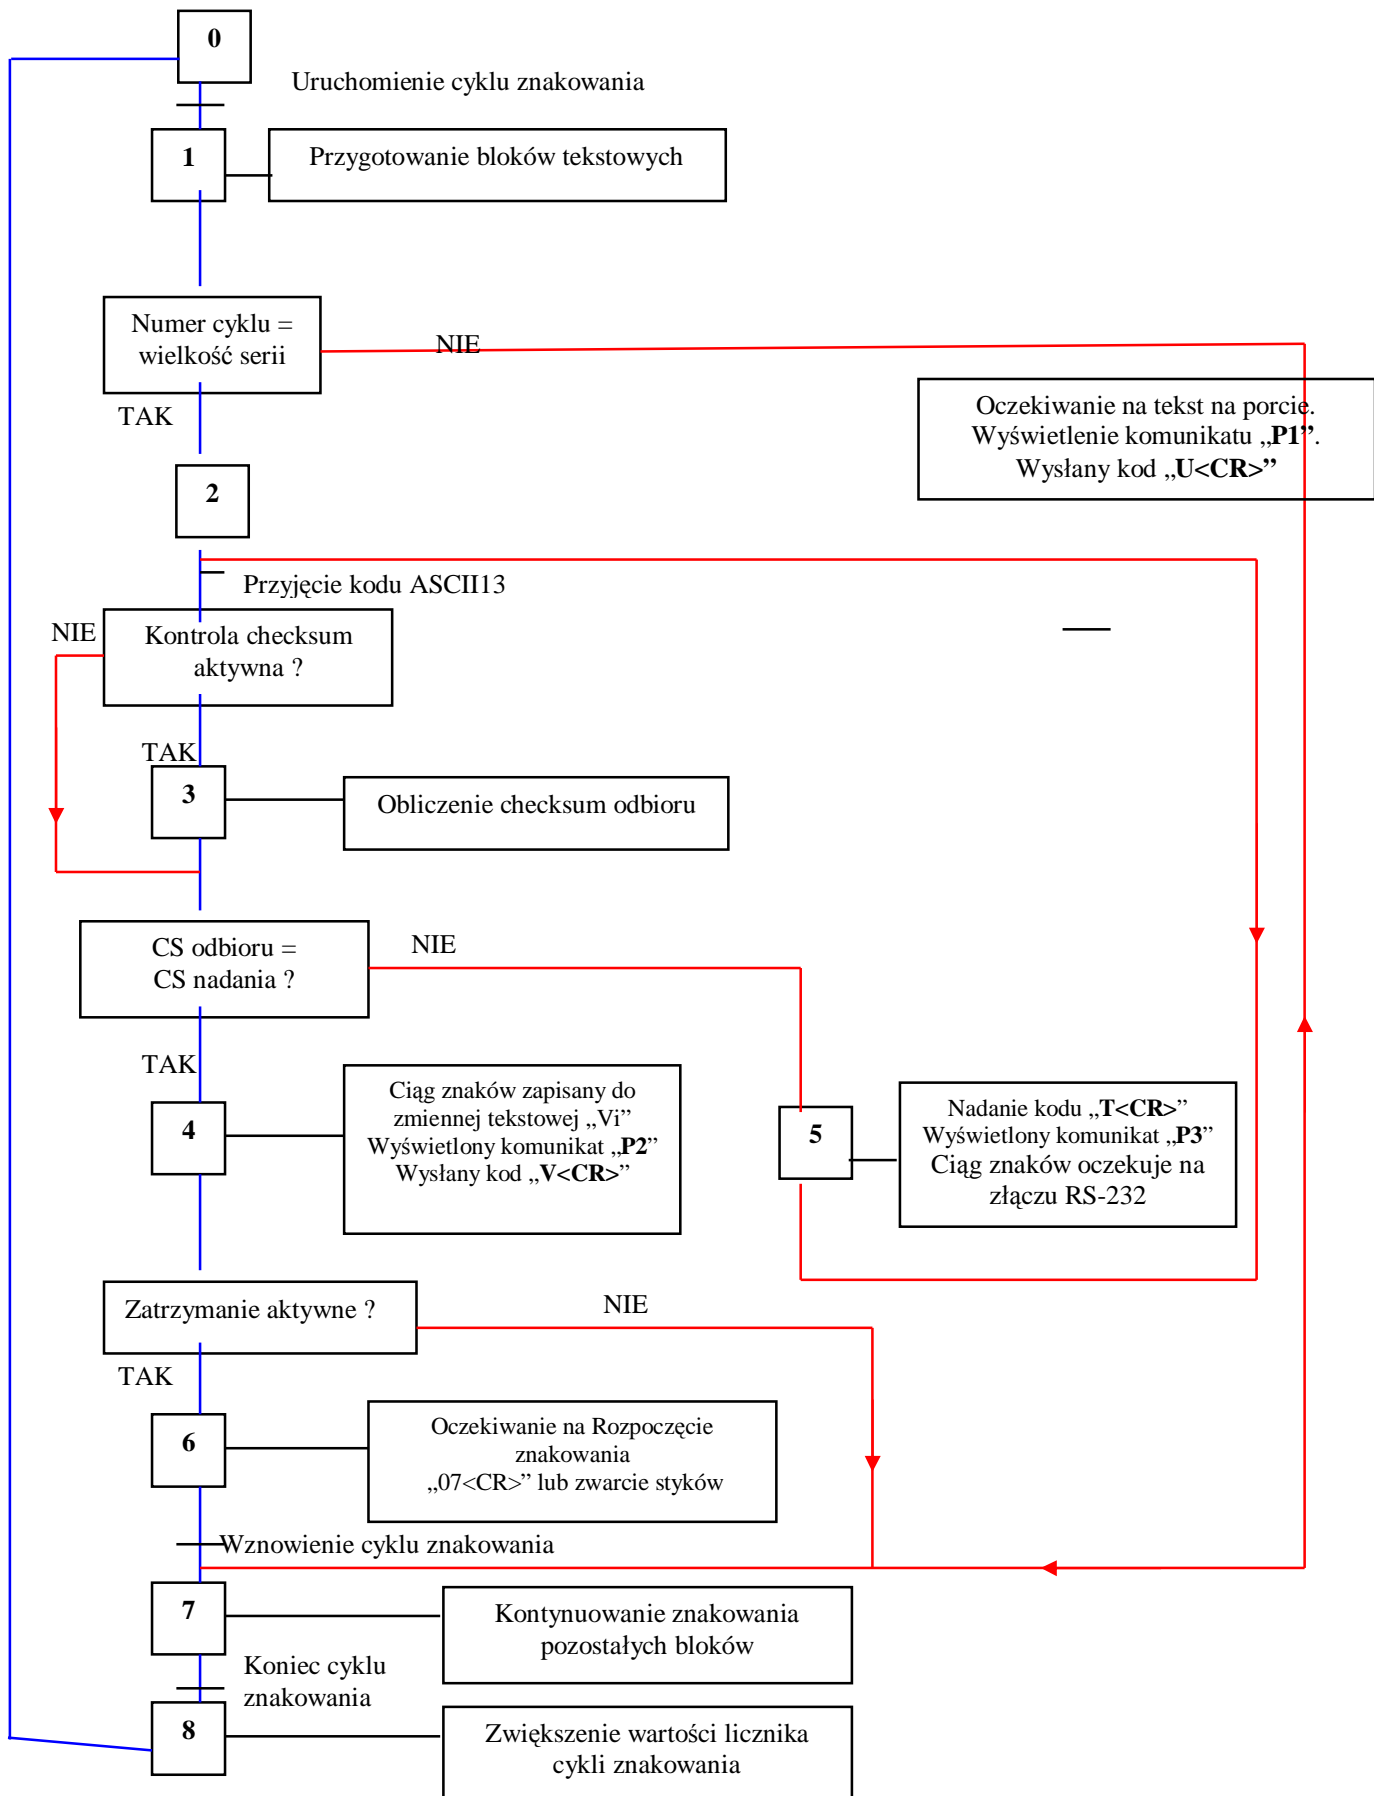 0
Uruchomienie cyklu znakowania
1
Przygotowanie bloków tekstowych
Numer cyklu =
wielkość serii
NIE
TAK
Oczekiwanie na tekst na porcie.
Wyświetlenie komunikatu „P1”.
Wysłany kod „U<CR>”
2
Przyjęcie kodu ASCII13
NIE
Kontrola checksum
aktywna ?
TAK
3
Obliczenie checksum odbioru
CS odbioru =
CS nadania ?
NIE
TAK
4
Ciąg znaków zapisany do
zmiennej tekstowej „Vi”
Wyświetlony komunikat „P2”
Wysłany kod „V<CR>”
5
Nadanie kodu „T<CR>”
Wyświetlony komunikat „P3”
Ciąg znaków oczekuje na
złączu RS-232
Zatrzymanie aktywne ?
NIE
TAK
6
Oczekiwanie na Rozpoczęcie
znakowania
„07<CR>” lub zwarcie styków
Wznowienie cyklu znakowania
7
Kontynuowanie znakowania
pozostałych bloków
Koniec cyklu
znakowania
8
Zwiększenie wartości licznika
cykli znakowania